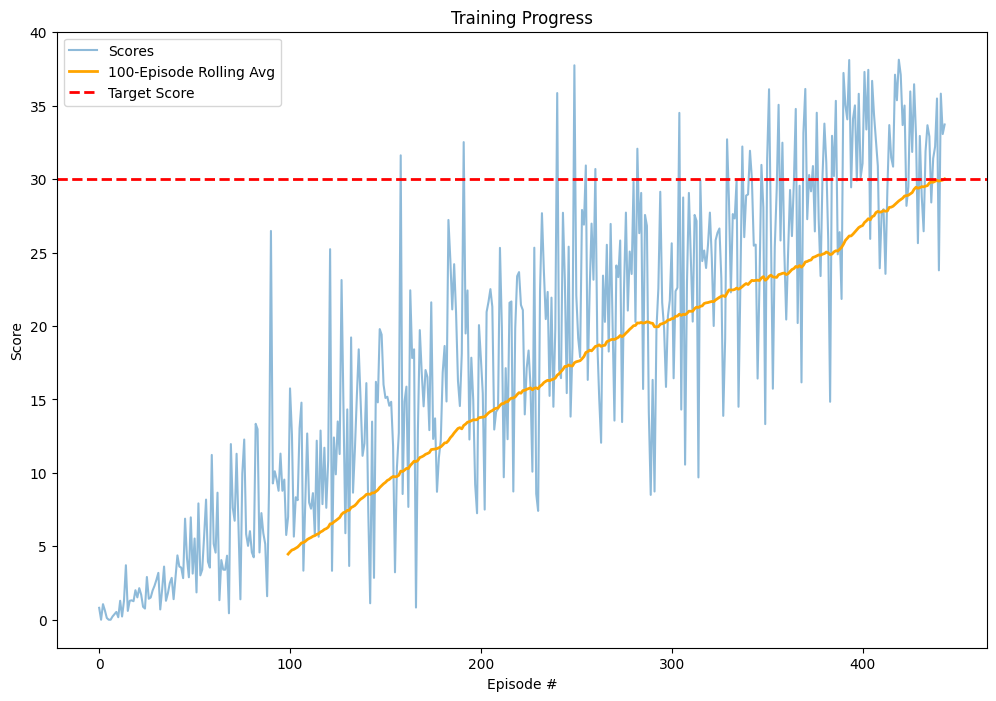 Training Progress
Scores
100-Episode Rolling Avg
Target Score
Score
40
35
30
25
20
15
10
5
0
0 100 200 300 400
Episode #